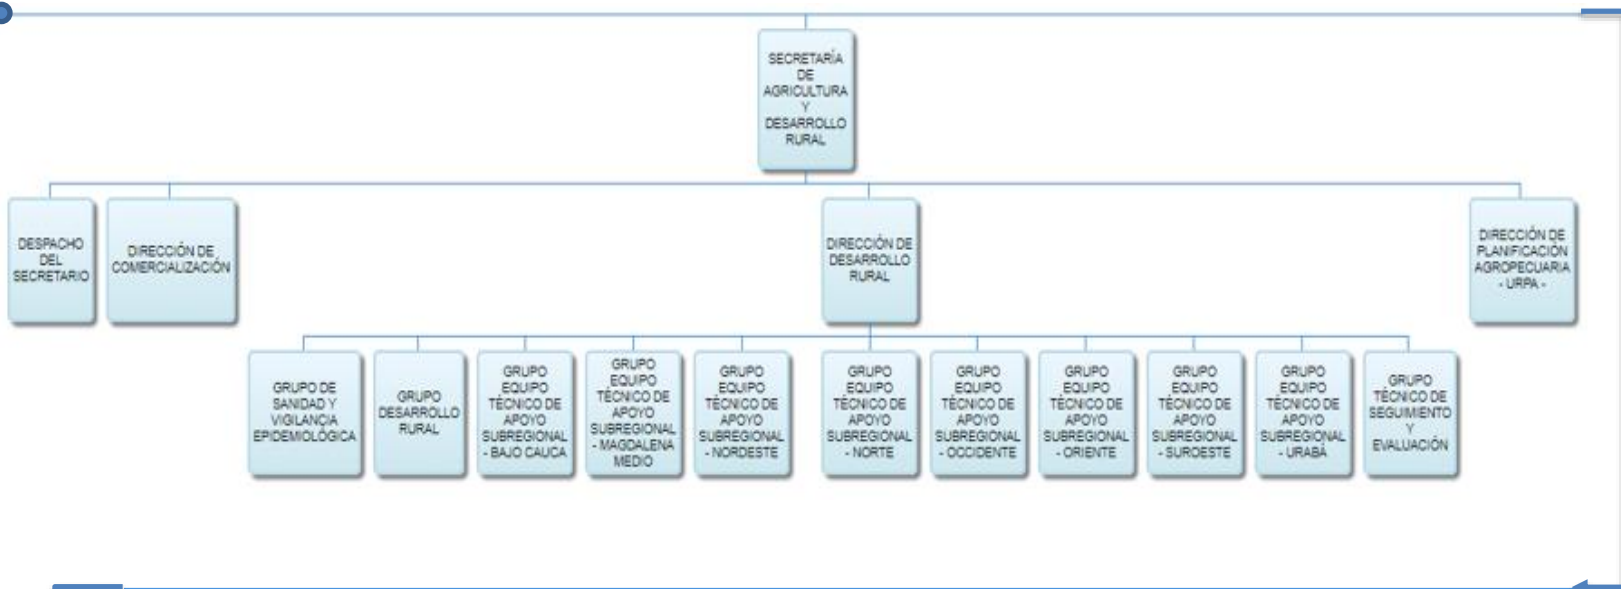 SECRETARÍA
DE
AGRICULTURA
Y
DESARROLLO
RURAL
DESPACHO
DEL
SECRETARIO
DIRECCIÓN DE
COMERCIALIZACIÓN
DIRECCIÓN DE
DESARROLLO
RURAL
DIRECCIÓN DE
PLANIFICACIÓN
AGROPECUARIA
- URPA -
GRUPO DE
SANIDAD Y
VIGILANCIA
EPIDEMIOLÓGICA
GRUPO
DESARROLLO
RURAL
GRUPO
EQUIPO
TÉCNICO DE
APOYO
SUBREGIONAL
- BAJO CAUCA
GRUPO
EQUIPO
TÉCNICO DE
APOYO
SUBREGIONAL
- MAGDALENA
MEDIO
GRUPO
EQUIPO
TÉCNICO DE
APOYO
SUBREGIONAL
- NORDESTE
GRUPO
EQUIPO
TÉCNICO DE
APOYO
SUBREGIONAL
- NORTE
GRUPO
EQUIPO
TÉCNICO DE
APOYO
SUBREGIONAL
- OCCIDENTE
GRUPO
EQUIPO
TÉCNICO DE
APOYO
SUBREGIONAL
- ORIENTE
GRUPO
EQUIPO
TÉCNICO DE
APOYO
SUBREGIONAL
- SUROESTE
GRUPO
EQUIPO
TÉCNICO DE
APOYO
SUBREGIONAL
- URABÁ
GRUPO
TÉCNICO DE
SEGUIMIENTO
Y
EVALUACIÓN